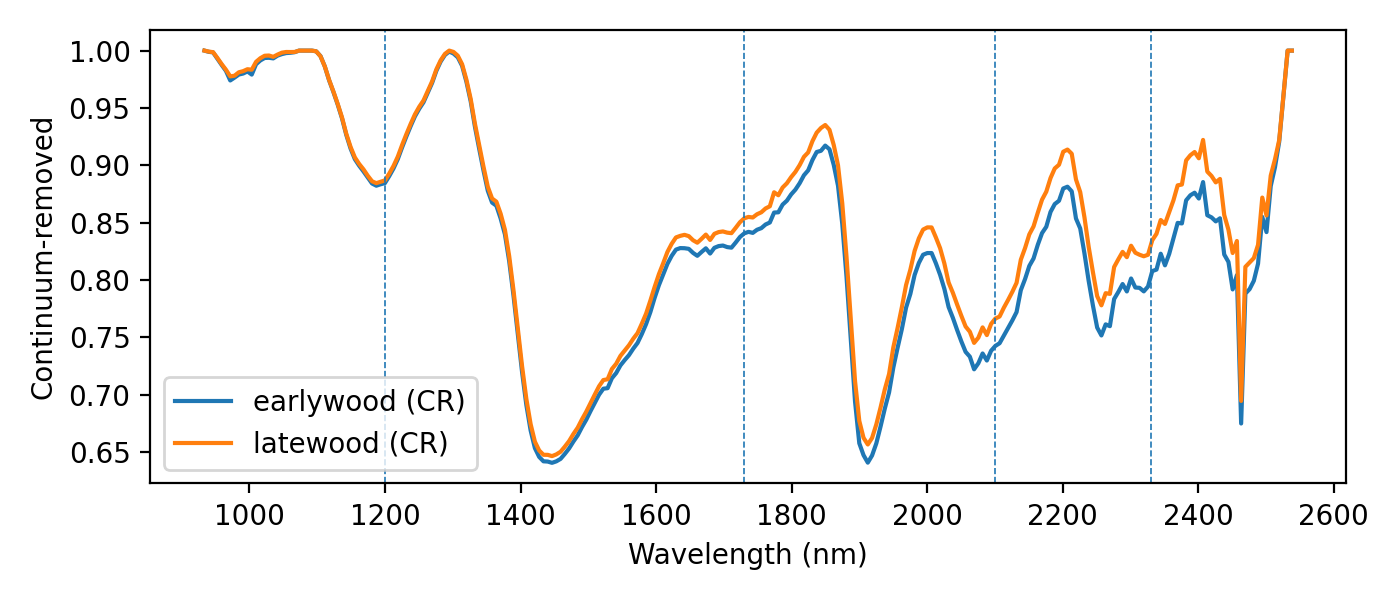 1.00
0.95
0.90
0.85
0.80
0.75
0.70
0.65
Continuum-removed
earlywood (CR)
latewood (CR)
1000 1200 1400 1600 1800 2000 2200 2400 2600
Wavelength (nm)